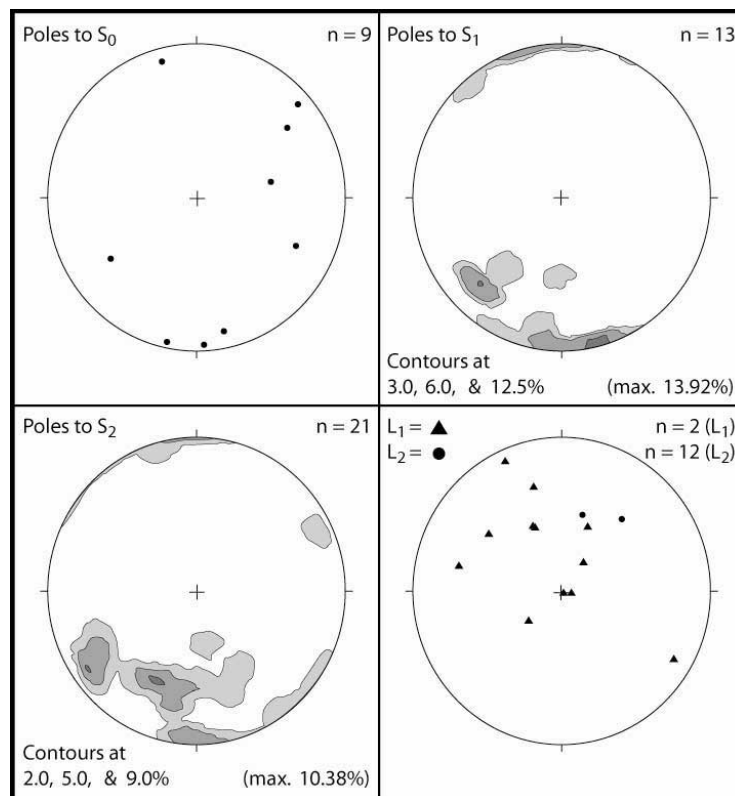 Poles to S0 n = 9
Poles to S1 n = 13
Contours at
3.0, 6.0, & 12.5% (max. 13.92%)
Poles to S2 n = 21
Contours at
2.0, 5.0, & 9.0% (max. 10.38%)
L1 = ▲ n = 2 (L1)
L2 = ● n = 12 (L2)